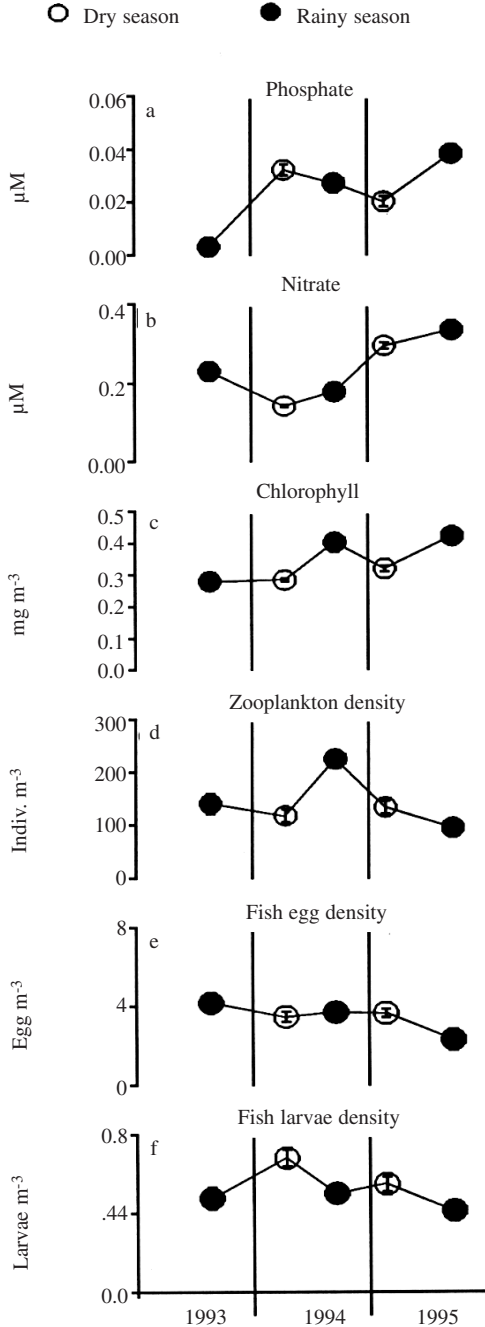 Dry season Rainy season
Phosphate
a
0.06
0.04
0.02
0.00
µM
Nitrate
b
0.4
0.2
0.00
µM
Chlorophyll
c
0.5
0.4
0.3
0.2
0.1
0.0
mg m-3
Zooplankton density
d
300
200
100
0
Indiv. m-3
Fish egg density
e
8
4
0
Egg m-3
Fish larvae density
f
0.8
.44
0.0
Larvae m-3
1993 1994 1995